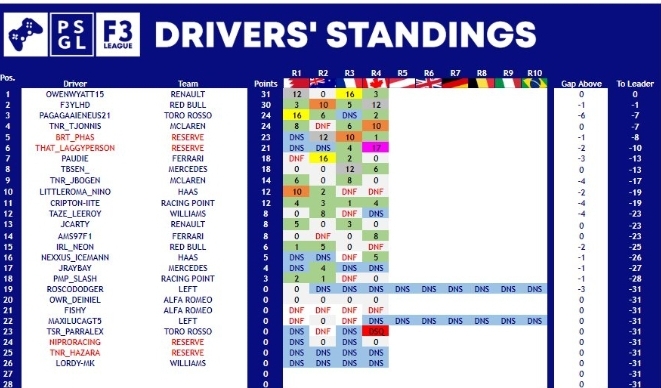 PS GL F3 LEAGUE DRIVERS' STANDINGS
R1 R2 R3 R4 R5 R6 R7 R8 R9 R10
Pos. Driver Team Points Gap Above To Leader
1 OWENWYATT15 RENAULT 31 12 0 16 3 0 0
2 F3YLHD RED BULL 30 3 10 5 12 -1 -1
3 PAGAGAAIENEUS21 TORO ROSSO 24 16 6 DNS 2 -6 -7
4 TNR_TJONNIS MCLAREN 24 8 DNF 6 10 0 -7
5 BRT_PHAS RESERVE 23 DNS 12 10 1 -1 -8
6 THAT_LAGGYPERSON RESERVE 21 DNS DNS 4 17 -2 -10
7 PAUDIE FERRARI 18 DNF 16 2 0 -3 -13
8 TBSEN_ MERCEDES 18 0 0 12 6 0 -13
9 TNR_JBOGEN MCLAREN 14 6 0 8 0 -4 -17
10 LITTLEROMA_NINO HAAS 12 10 2 DNF DNF -2 -19
11 CRIPTON-IITE RACING POINT 12 4 3 1 4 0 -19
12 TAZE_LEEROY WILLIAMS 8 0 8 DNF DNS -4 -23
13 JCARTY RENAULT 8 5 0 3 0 0 -23
14 AMS97F1 FERRARI 8 0 DNF 0 8 0 -23
15 IRL_NEON RED BULL 6 1 5 0 DNF -2 -25
16 NEXXUS_ICEMANN HAAS 5 DNS DNS DNF 5 -1 -26
17 JRAYBAY MERCEDES 4 DNS 4 DNS DNS -1 -27
18 PMP_SLASH RACING POINT 3 2 1 DNF 0 -1 -28
19 ROSCODODGER LEFT 0 0 DNS DNS DNS DNS DNS DNS DNS DNS DNS -3 -31
20 OWR_DEINIEL ALFA ROMEO 0 0 0 0 0 0 -31
21 FISHY ALFA ROMEO 0 DNF DNF DNF DNF 0 -31
22 MAXILUCAGT5 LEFT 0 DNF 0 DNF DNS DNS DNS DNS DNS DNS DNS 0 -31
23 TSR_PARRALEX TORO ROSSO 0 DNS DNF DNS DSQ 0 -31
24 NIPRORACING RESERVE 0 DNS 0 DNS 0 0 -31
25 TNR_HAZARA RESERVE 0 DNS DNS DNS DNS 0 -31
26 LORDY-MK WILLIAMS 0 DNS DNS DNS DNS 0 -31
27 0 0 -31
28 0 0 -31